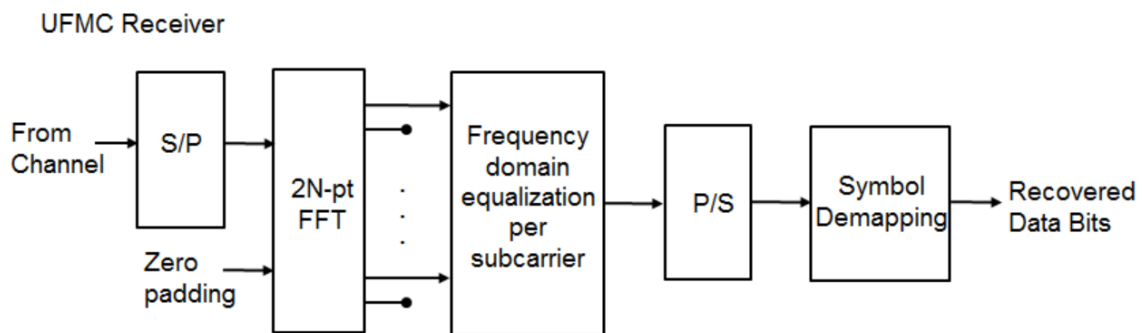 UFMC Receiver
From
Channel
S/P
Zero
padding
2N-pt
FFT
Frequency
domain
equalization
per
subcarrier
P/S
Symbol
Demapping
Recovered
Data Bits